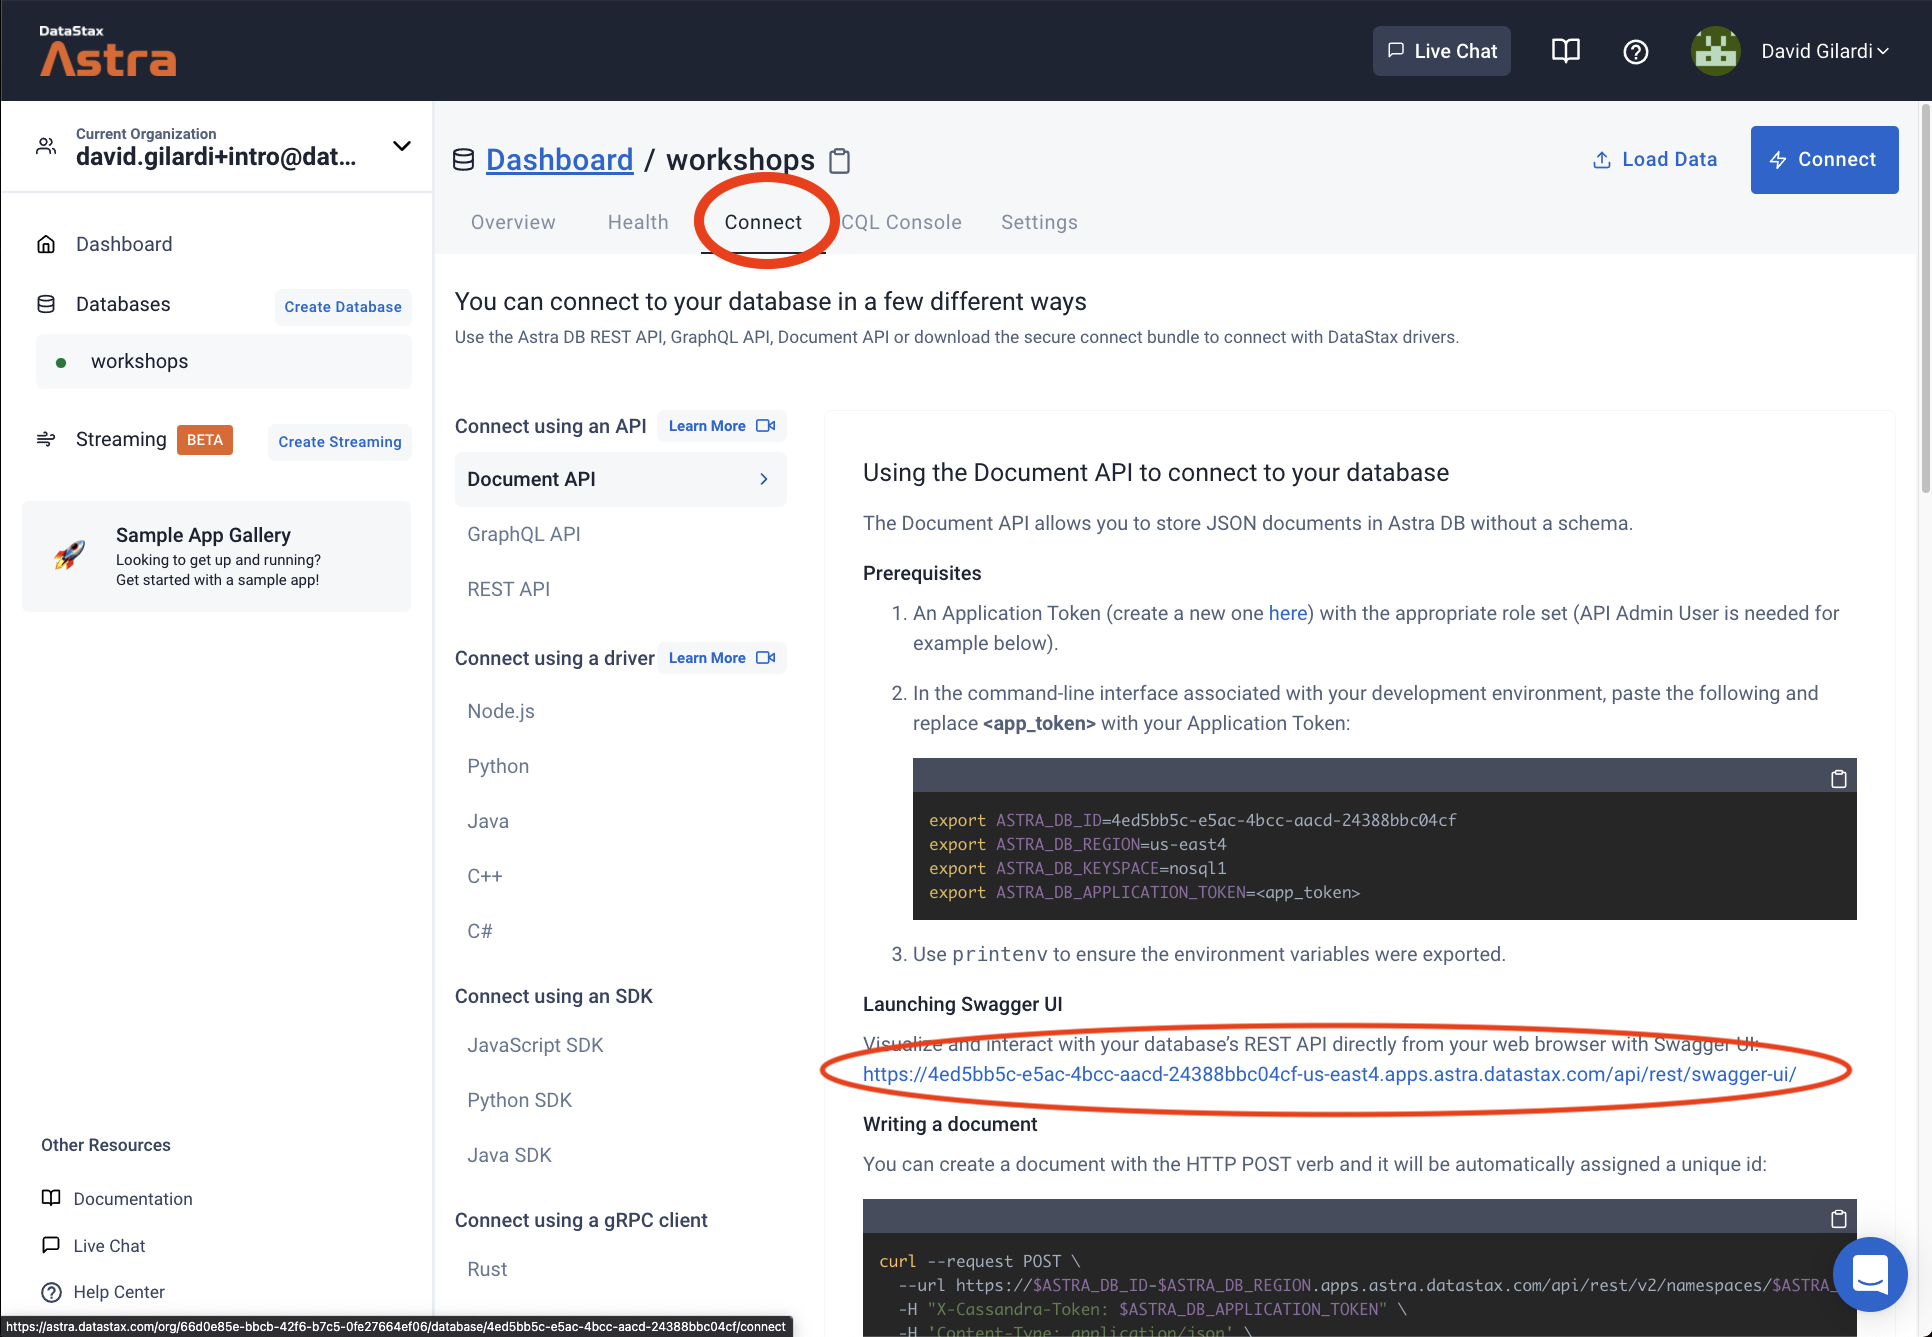 DataStax
Astra
Live Chat
David Gilardi
Current Organization
david.gilardi+intro@dat...
Dashboard
Databases
Create Database
workshops
Streaming
BETA
Create Streaming
Sample App Gallery
Looking to get up and running?
Get started with a sample app!
Other Resources
Documentation
Live Chat
Help Center
Dashboard / workshops
Load Data
Connect
Overview
Health
Connect
CQL Console
Settings
You can connect to your database in a few different ways
Use the Astra DB REST API, GraphQL API, Document API or download the secure connect bundle to connect with DataStax drivers.
Connect using an API
Learn More
Document API
GraphQL API
REST API
Connect using a driver
Learn More
Node.js
Python
Java
C++
C#
Connect using an SDK
JavaScript SDK
Python SDK
Java SDK
Connect using a gRPC client
Rust
Using the Document API to connect to your database
The Document API allows you to store JSON documents in Astra DB without a schema.
Prerequisites
1. An Application Token (create a new one here) with the appropriate role set (API Admin User is needed for
example below).
2. In the command-line interface associated with your development environment, paste the following and
replace <app_token> with your Application Token:
export ASTRA_DB_ID=4ed5bb5c-e5ac-4bcc-aacd-24388bbc04cf
export ASTRA_DB_REGION=us-east4
export ASTRA_DB_KEYSPACE=nosql1
export ASTRA_DB_APPLICATION_TOKEN=<app_token>
3. Use printenv to ensure the environment variables were exported.
Launching Swagger UI
Visualize and interact with your database's REST API directly from your web browser with Swagger UI:
https://4ed5bb5c-e5ac-4bcc-aacd-24388bbc04cf-us-east4.apps.astra.datastax.com/api/rest/swagger-ui/
Writing a document
You can create a document with the HTTP POST verb and it will be automatically assigned a unique id:
curl --request POST \
--url https://$ASTRA_DB_ID-$ASTRA_DB_REGION.apps.astra.datastax.com/api/rest/v2/namespaces/$ASTRA_
-H "X-Cassandra-Token: $ASTRA_DB_APPLICATION_TOKEN" \
-H 'Content-Type: application/json' \
https://astra.datastax.com/org/66d0e85e-bbcb-42f6-b7c5-0fe27664ef06/database/4ed5bb5c-e5ac-4bcc-aacd-24388bbc04cf/connect